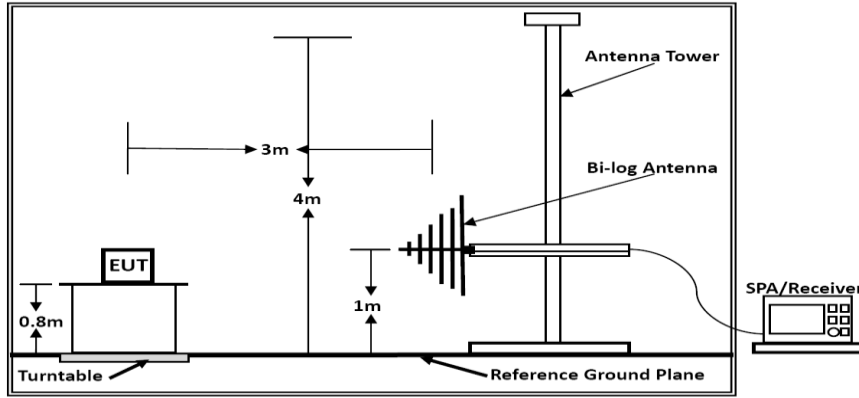 Antenna Tower
3m
Bi-log Antenna
4m
EUT
SPA/Receiver
1m
0.8m
Turntable
Reference Ground Plane